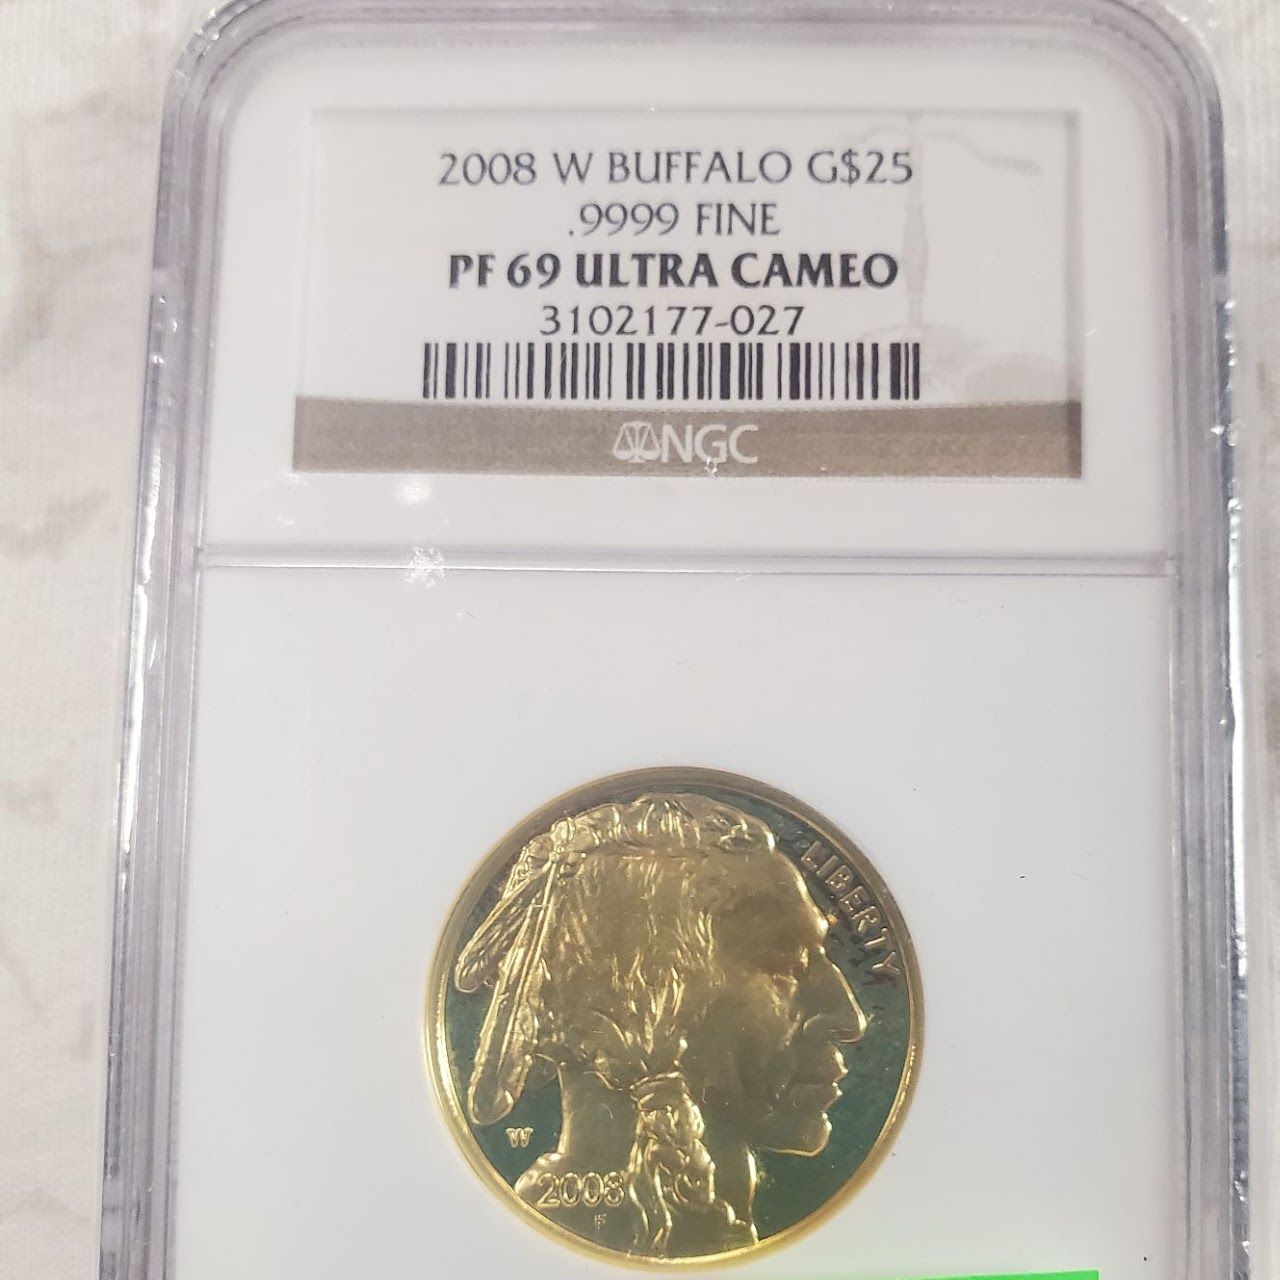 2008 W BUFFALO G$25
.9999 FINE
PF 69 ULTRA CAMEO
3102177-027
NGC
LIBERTY
W
2008
F